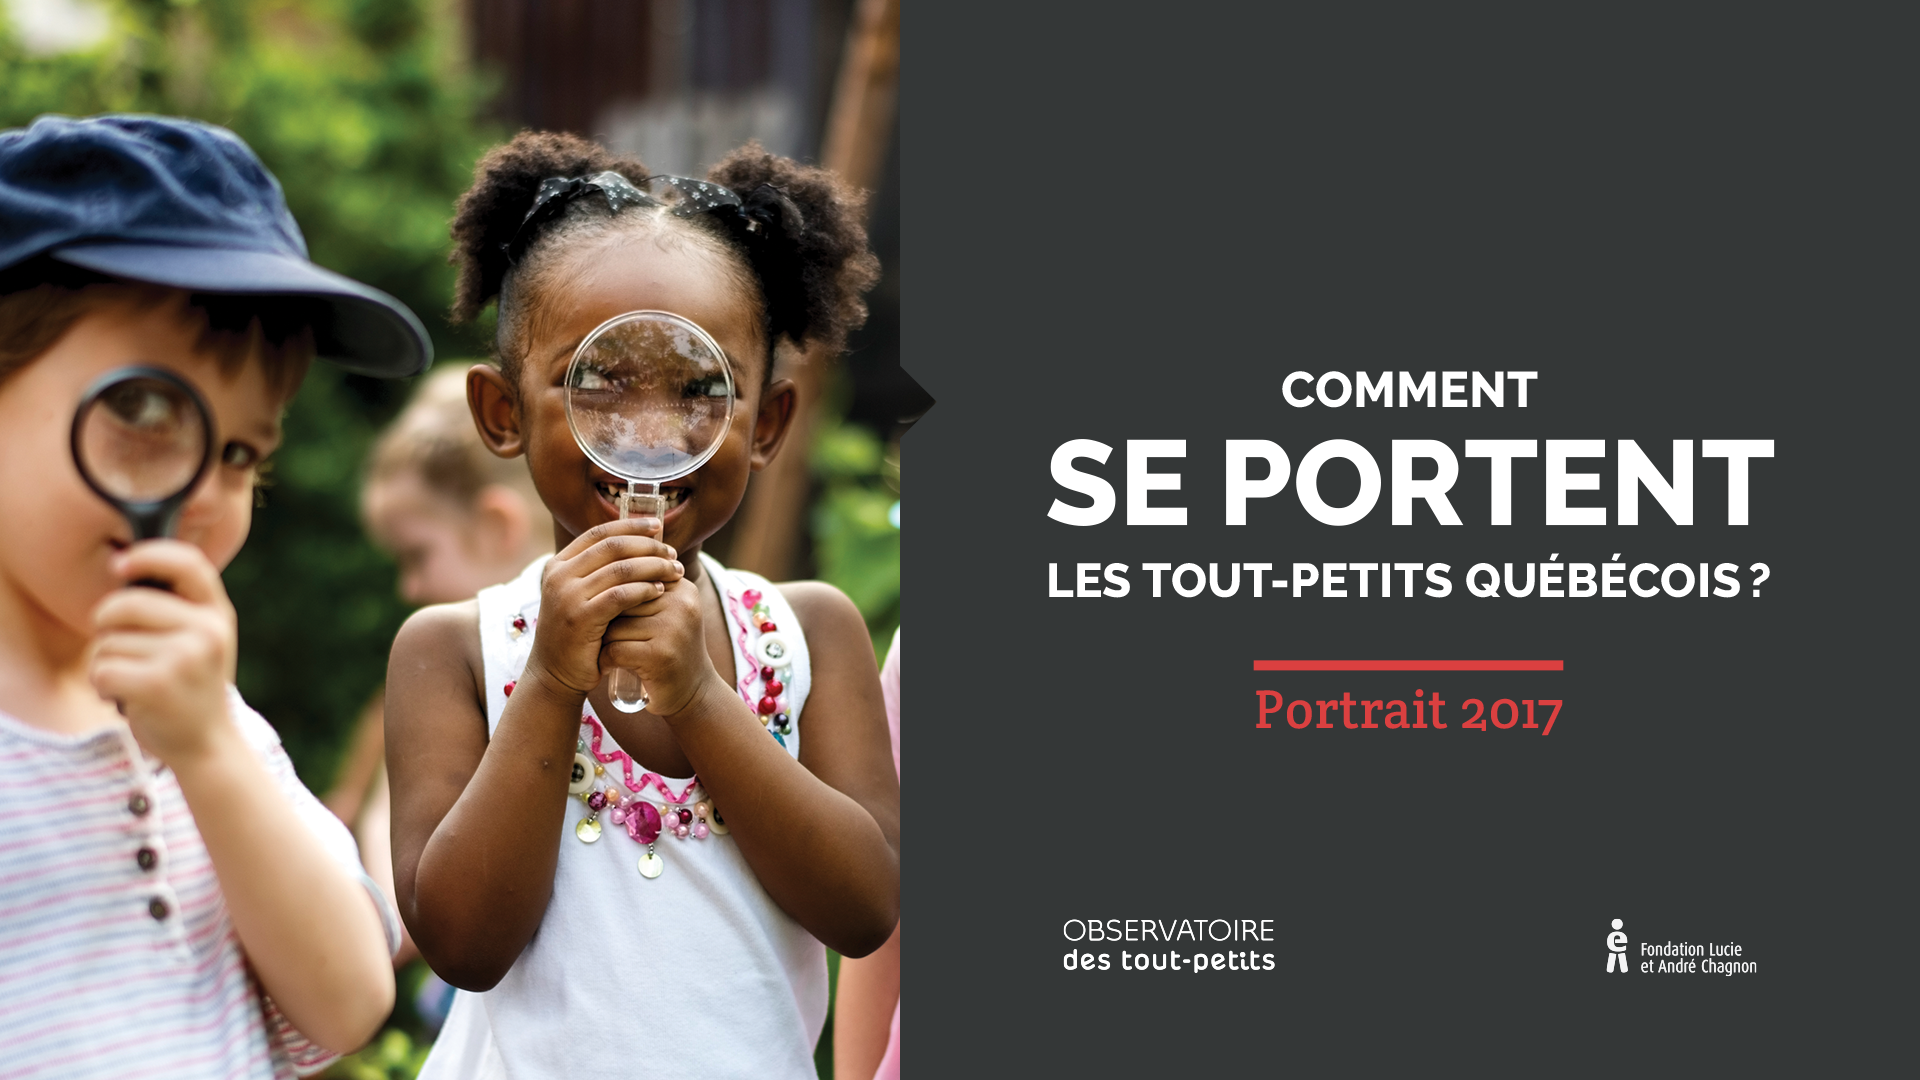 COMMENT
SE PORTENT
LES TOUT-PETITS QUÉBÉCOIS ?
Portrait 2017
OBSERVATOIRE
des tout-petits
Fondation Lucie
et André Chagnon